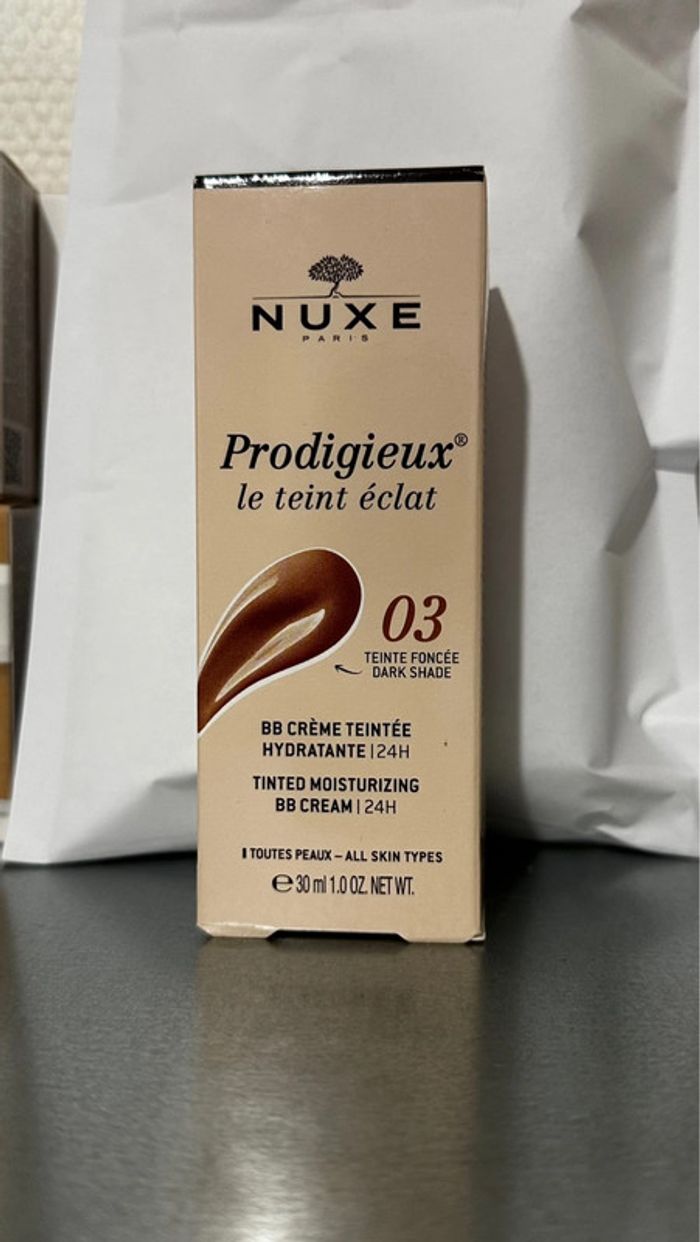 NUXE
PARIS
Prodigieux®
le teint éclat
03
TEINTE FONCÉE
DARK SHADE
BB CRÈME TEINTÉE
HYDRATANTE | 24H
TINTED MOISTURIZING
BB CREAM | 24H
TOUTES PEAUX – ALL SKIN TYPES
℮ 30 ml 1.0 OZ. NET WT.